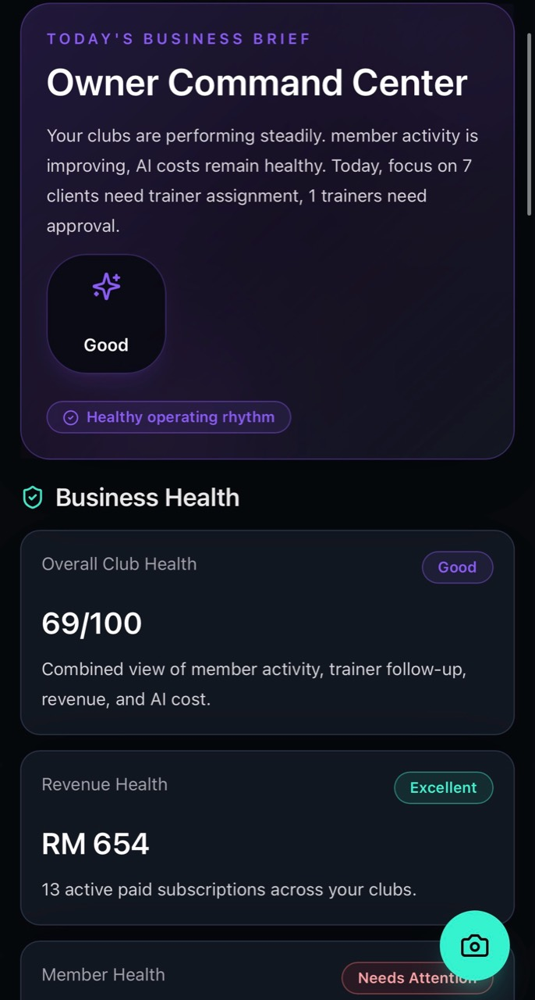 TODAY'S BUSINESS BRIEF
Owner Command Center
Your clubs are performing steadily. member activity is
improving, AI costs remain healthy. Today, focus on 7
clients need trainer assignment, 1 trainers need
approval.
Good
Healthy operating rhythm
Business Health
Overall Club Health
Good
69/100
Combined view of member activity, trainer follow-up,
revenue, and AI cost.
Revenue Health
Excellent
RM 654
13 active paid subscriptions across your clubs.
Member Health
Needs Attention